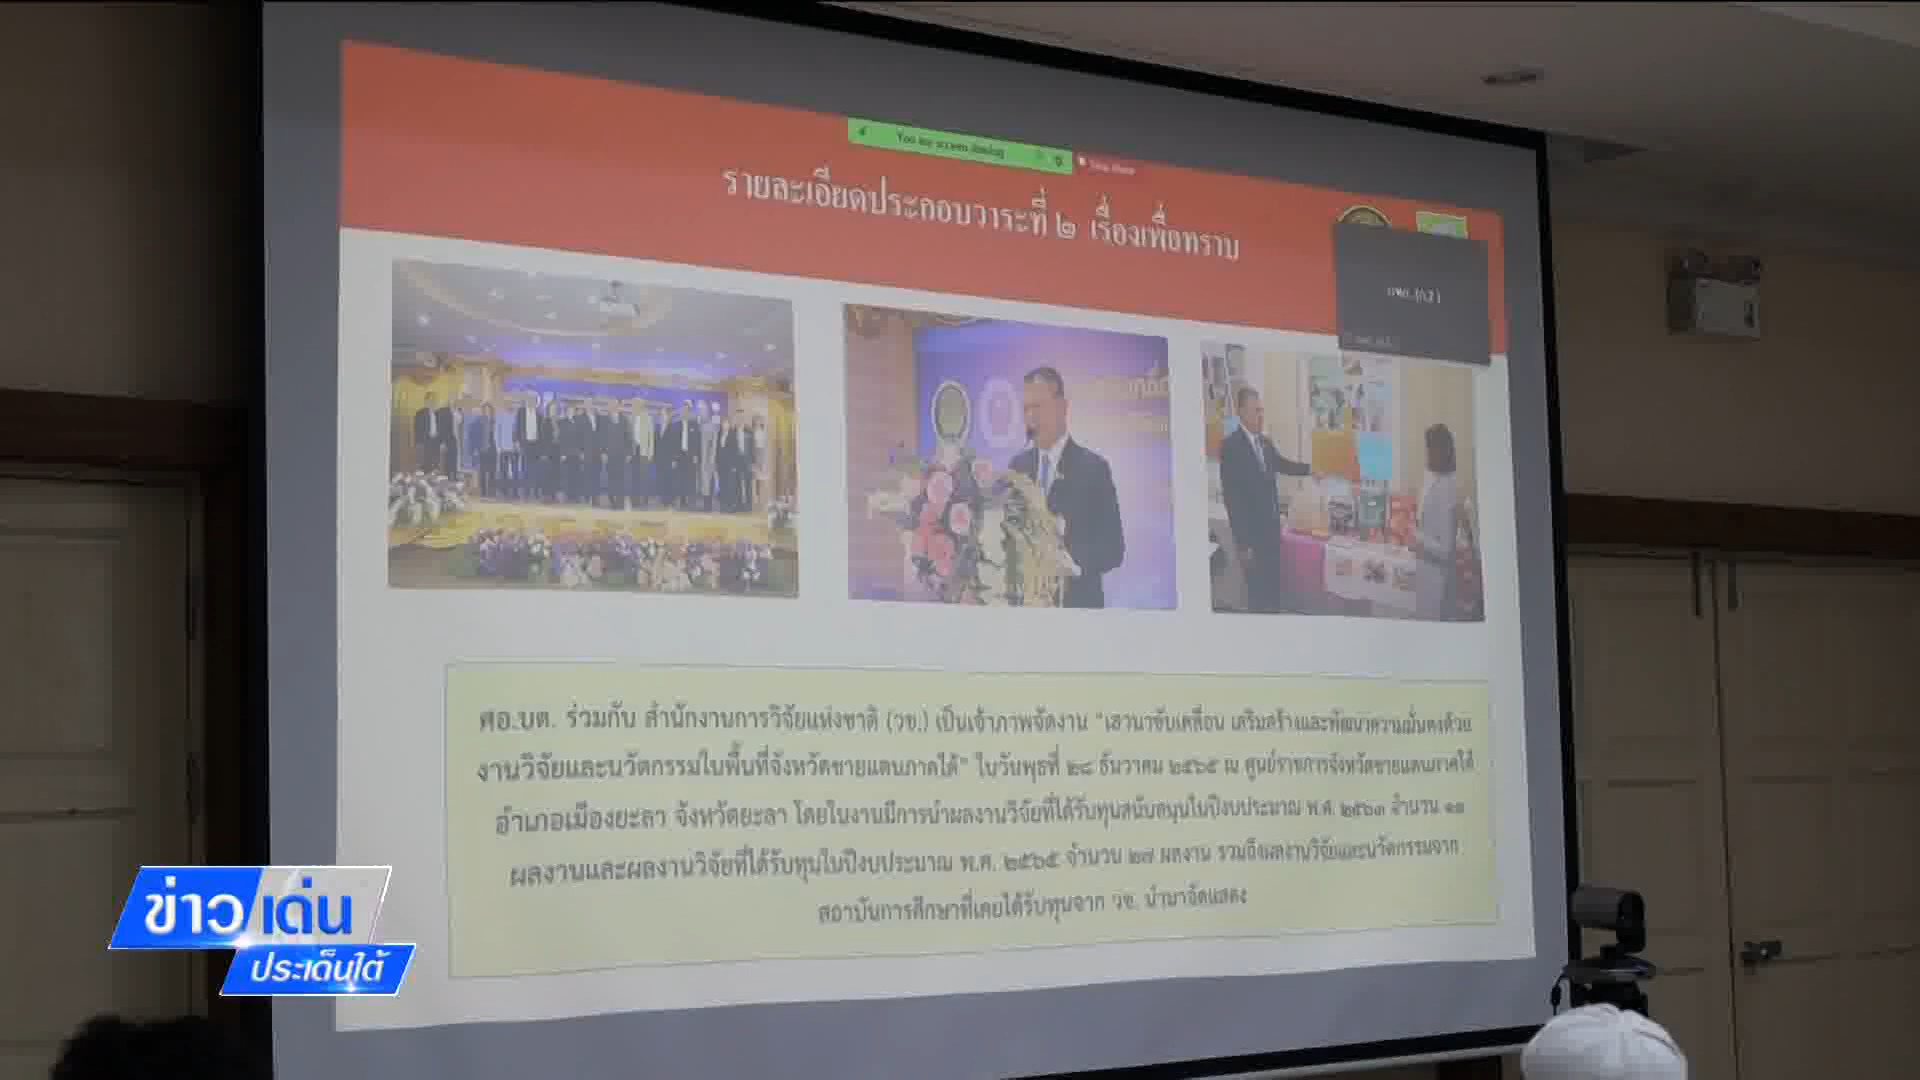 You are screen sharing
Stop Share
รายละเอียดประกอบวาระที่ ๒ เรื่องเพื่อทราบ
ศอ.บต. ร่วมกับ สำนักงานการวิจัยแห่งชาติ (วช.) เป็นเจ้าภาพจัดงาน "เสวนาขับเคลื่อน เสริมสร้างและพัฒนาความมั่นคงด้วย
งานวิจัยและนวัตกรรมในพื้นที่จังหวัดชายแดนภาคใต้" ในวันพุธที่ ๒๘ ธันวาคม ๒๕๖๕ ณ ศูนย์ราชการจังหวัดชายแดนภาคใต้
อำเภอเมืองยะลา จังหวัดยะลา โดยในงานมีการนำผลงานวิจัยที่ได้รับทุนสนับสนุนในปีงบประมาณ พ.ศ. ๒๕๖๓ จำนวน
ผลงานและผลงานวิจัยที่ได้รับทุนในปีงบประมาณ พ.ศ. ๒๕๖๕ จำนวน ๒๗ ผลงาน รวมถึงผลงานวิจัยและนวัตกรรมจาก
สถาบันการศึกษาที่เคยได้รับทุนจาก วช. นำมาจัดแสดง
ข่าวเด่น
ประเด็นใต้